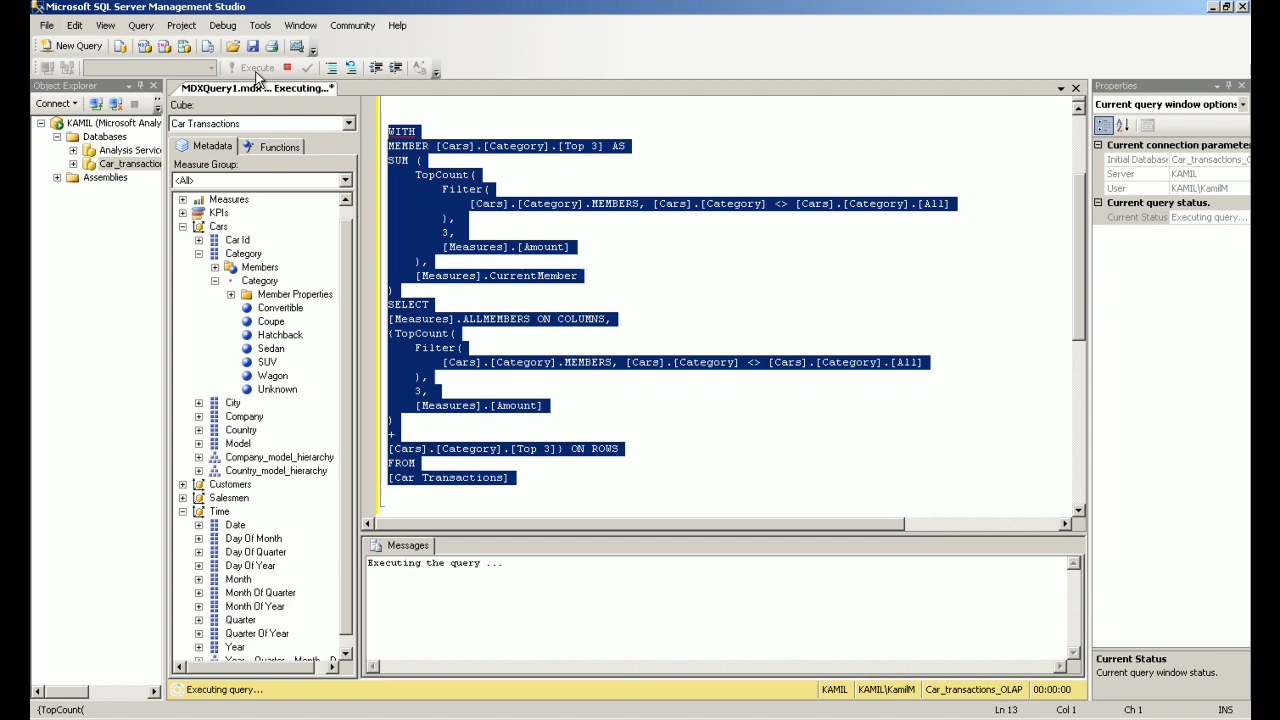 Microsoft SQL Server Management Studio
File Edit View Query Project Debug Tools Window Community Help
New Query
Execute
Object Explorer
Connect
KAMIL (Microsoft Analy
Databases
Analysis Servic
Car_transactio
Assemblies
MDXQuery1.mdx... Executing...*
Cube:
Car Transactions
Metadata Functions
Measure Group:
<All>
Measures
KPIs
Cars
Car Id
Category
Members
Category
Member Properties
Convertible
Coupe
Hatchback
Sedan
SUV
Wagon
Unknown
City
Company
Country
Model
Company_model_hierarchy
Country_model_hierarchy
Customers
Salesmen
Time
Date
Day Of Month
Day Of Quarter
Day Of Year
Month
Month Of Quarter
Month Of Year
Quarter
Quarter Of Year
Year
Year - Quarter - Month - D
WITH
MEMBER [Cars].[Category].[Top 3] AS
SUM (
TopCount(
Filter(
[Cars].[Category].MEMBERS, [Cars].[Category] <> [Cars].[Category].[All]
),
3,
[Measures].[Amount]
),
[Measures].CurrentMember
)
SELECT
[Measures].ALLMEMBERS ON COLUMNS,
{TopCount(
Filter(
[Cars].[Category].MEMBERS, [Cars].[Category] <> [Cars].[Category].[All]
),
3,
[Measures].[Amount]
)
+
[Cars].[Category].[Top 3]} ON ROWS
FROM
[Car Transactions]
Messages
Executing the query ...
Properties
Current query window options
Current connection parameter
Initial Database Car_transactions_O
Server KAMIL
User KAMIL\KamilM
Current query status.
Current Status Executing query...
Current Status
Current query window status.
Executing query... KAMIL KAMIL\KamilM Car_transactions_OLAP 00:00:00
{TopCount( Ln 13 Col 1 Ch 1 INS